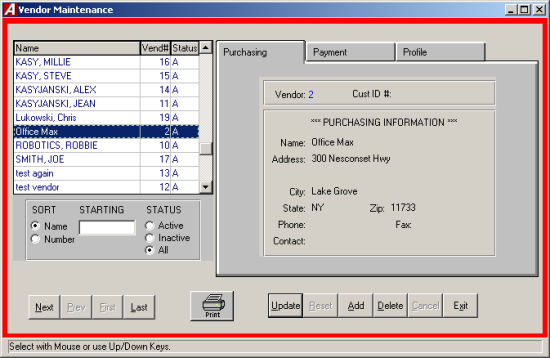 Vendor Maintenance
Name Vend# Status
KASY, MILLIE 16 A
KASY, STEVE 15 A
KASYJANSKI, ALEX 14 A
KASYJANSKI, JEAN 11 A
Lukowski, Chris 19 A
Office Max 2 A
ROBOTICS, ROBBIE 10 A
SMITH, JOE 17 A
test again 13 A
test vendor 12 A
SORT STARTING STATUS
Name Active
Number Inactive
All
Purchasing Payment Profile
Vendor: 2 Cust ID #:
*** PURCHASING INFORMATION ***
Name: Office Max
Address: 300 Nesconset Hwy
City: Lake Grove
State: NY Zip: 11733
Phone: Fax:
Contact:
Next Prev First Last Print Update Reset Add Delete Cancel Exit
Select with Mouse or use Up/Down Keys.